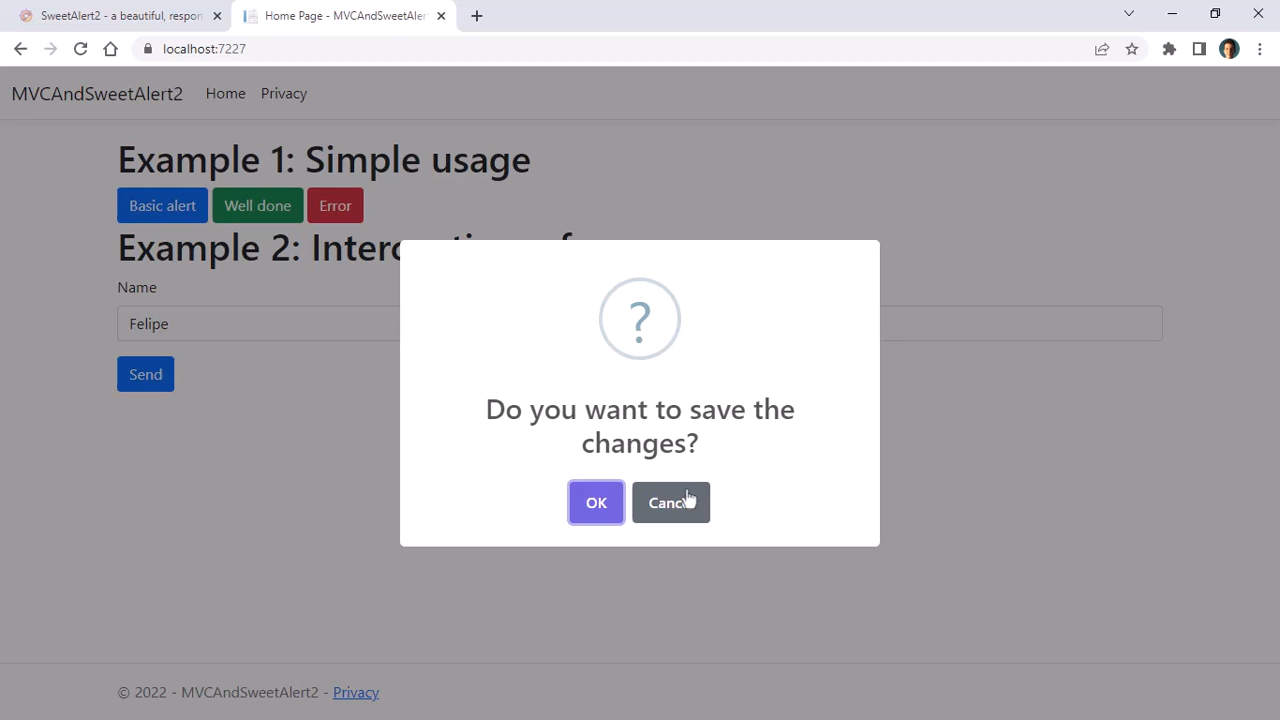 SweetAlert2 - a beautiful, respon
Home Page - MVCAndSweetAler
localhost:7227
MVCAndSweetAlert2 Home Privacy
Example 1: Simple usage
Basic alert Well done Error
Example 2:
Name
Felipe
Send
?
Do you want to save the
changes?
OK
© 2022 - MVCAndSweetAlert2 - Privacy